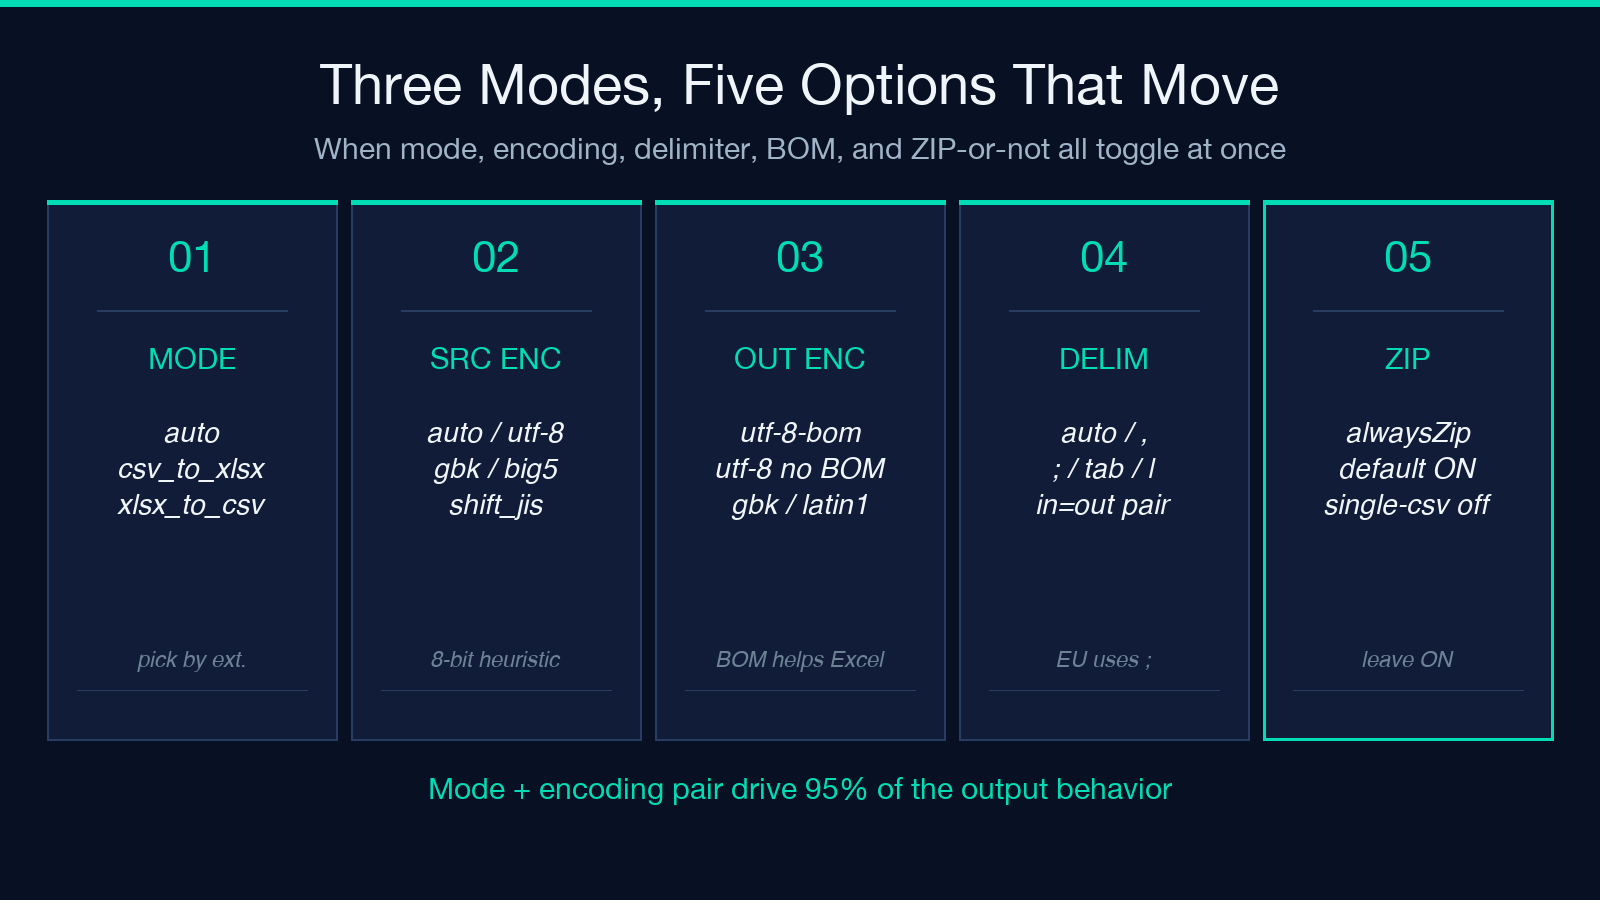 Three Modes, Five Options That Move
When mode, encoding, delimiter, BOM, and ZIP-or-not all toggle at once
01
MODE
auto
csv_to_xlsx
xlsx_to_csv
pick by ext.
02
SRC ENC
auto / utf-8
gbk / big5
shift_jis
8-bit heuristic
03
OUT ENC
utf-8-bom
utf-8 no BOM
gbk / latin1
BOM helps Excel
04
DELIM
auto / ,
; / tab / |
in=out pair
EU uses ;
05
ZIP
alwaysZip
default ON
single-csv off
leave ON
Mode + encoding pair drive 95% of the output behavior